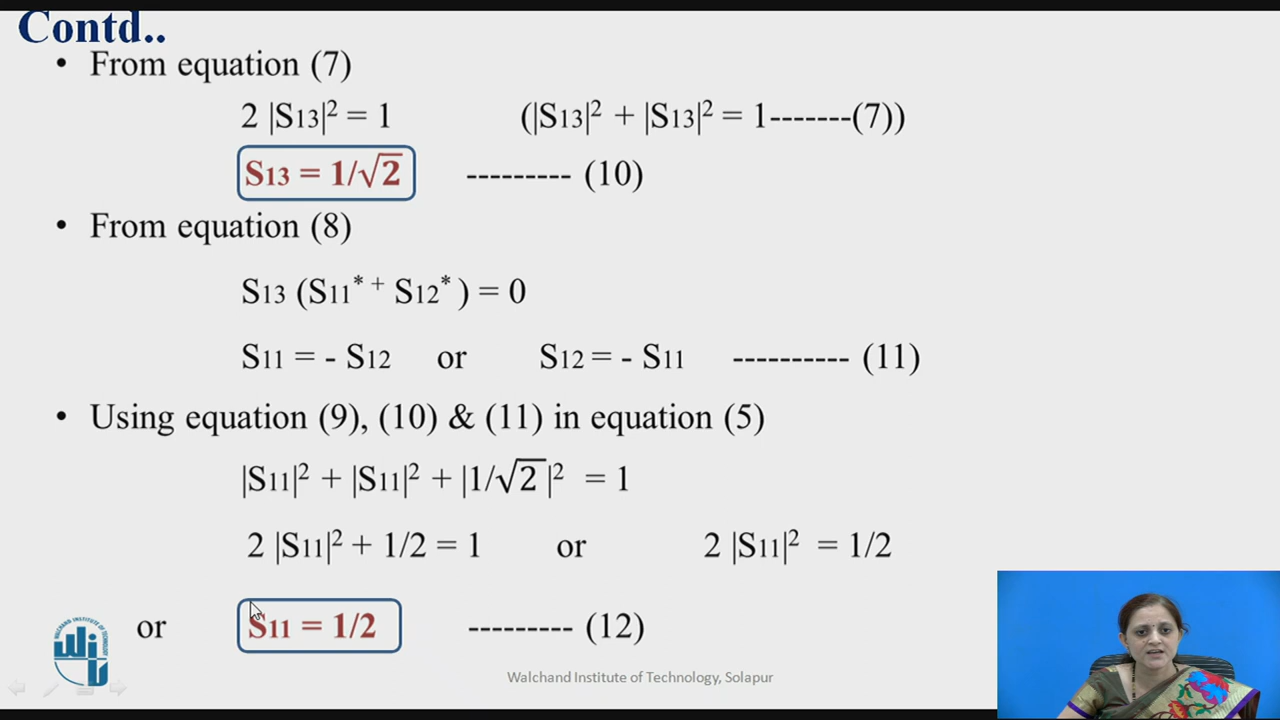 Contd..
• From equation (7)
2 |S13|² = 1 (|S13|² + |S13|² = 1-------(7))
S13 = 1/√2 --------- (10)
• From equation (8)
S13 (S11* + S12* ) = 0
S11 = - S12 or S12 = - S11 ---------- (11)
• Using equation (9), (10) & (11) in equation (5)
|S11|² + |S11|² + |1/√2 |² = 1
2 |S11|² + 1/2 = 1 or 2 |S11|² = 1/2
or S11 = 1/2 --------- (12)
Walchand Institute of Technology, Solapur